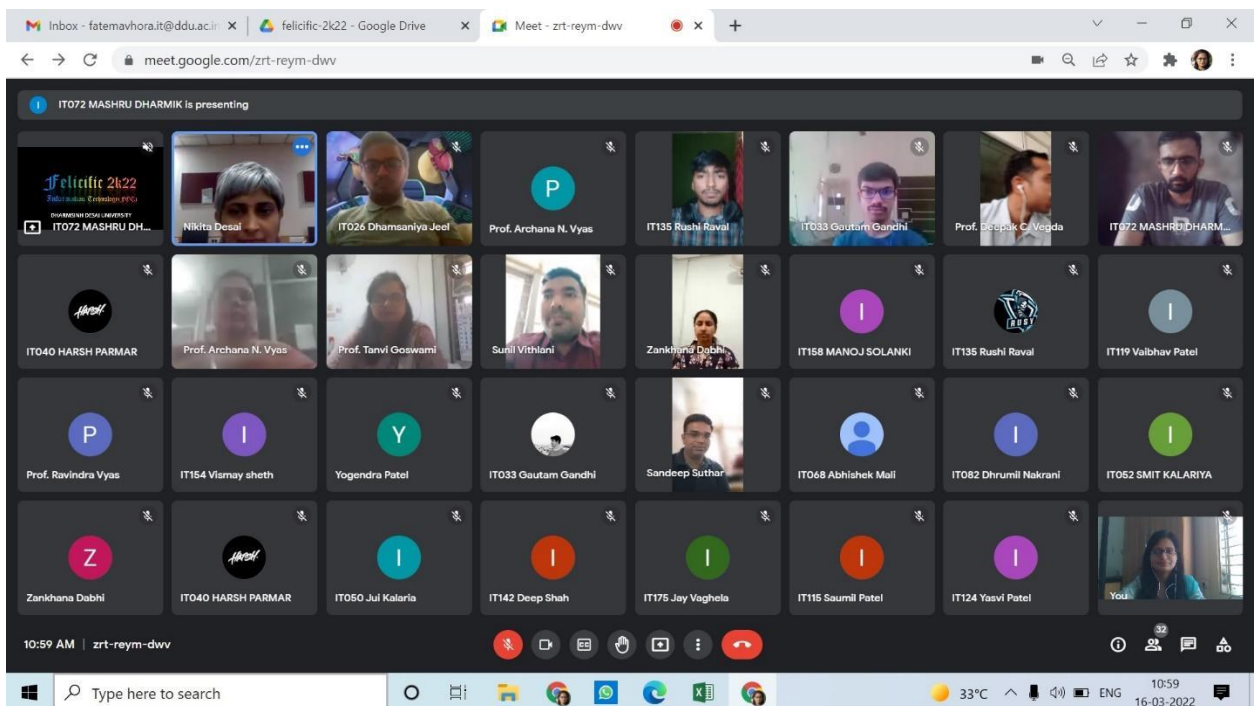 Inbox - fatemavhora.it@ddu.ac.in
felicific-2k22 - Google Drive
Meet - zrt-reym-dwv
meet.google.com/zrt-reym-dwv
IT072 MASHRU DHARMIK is presenting
Felicific 2k22
DHARMSINH DESAI UNIVERSITY
IT072 MASHRU DH...
Nikita Desai
IT026 Dhamsaniya Jeel
P
Prof. Archana N. Vyas
IT135 Rushi Raval
IT033 Gautam Gandhi
Prof. Deepak C. Vegda
IT072 MASHRU DHARM...
HARSH
IT040 HARSH PARMAR
Prof. Archana N. Vyas
Prof. Tanvi Goswami
Sunil Vithlani
Zankhana Dabhi
I
IT158 MANOJ SOLANKI
RUSY
IT135 Rushi Raval
I
IT119 Vaibhav Patel
P
Prof. Ravindra Vyas
I
IT154 Vismay sheth
Y
Yogendra Patel
IT033 Gautam Gandhi
Sandeep Suthar
IT068 Abhishek Mali
I
IT082 Dhrumil Nakrani
I
IT052 SMIT KALARIYA
Z
Zankhana Dabhi
HARSH
IT040 HARSH PARMAR
I
IT050 Jui Kalaria
I
IT142 Deep Shah
I
IT175 Jay Vaghela
I
IT115 Saumil Patel
I
IT124 Yasvi Patel
You
10:59 AM | zrt-reym-dwv
CC
32
Type here to search
33°C
ENG
10:59
16-03-2022